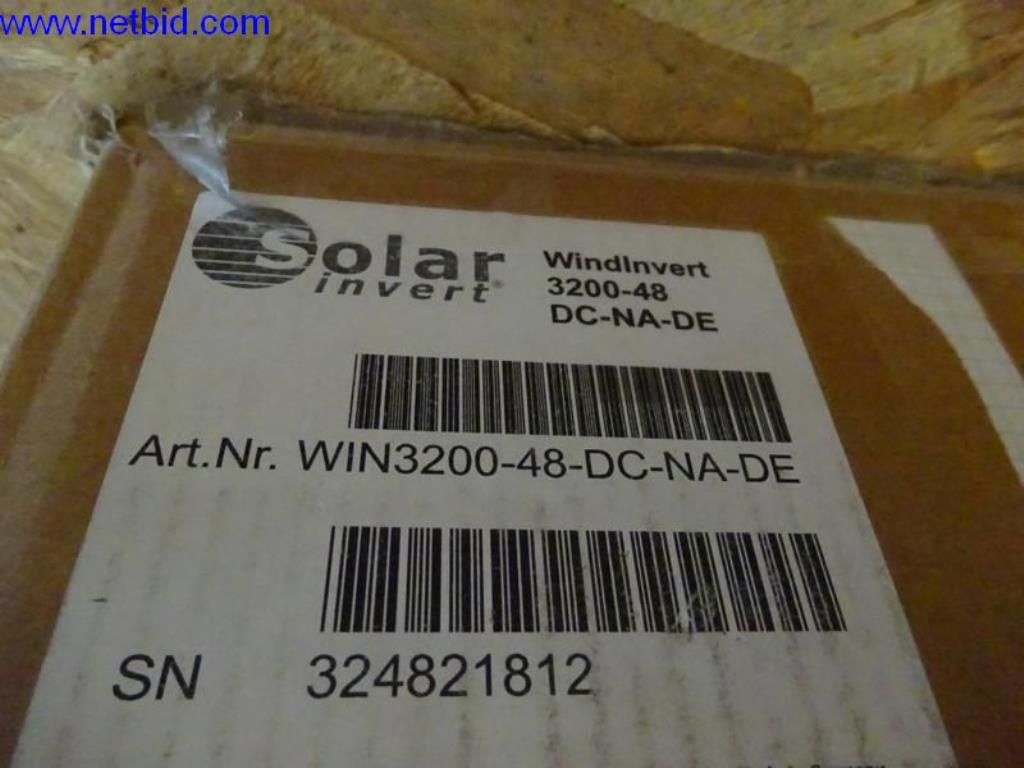 www.netbid.com
Solar
invert®
WindInvert
3200-48
DC-NA-DE
Art.Nr. WIN3200-48-DC-NA-DE
SN 324821812